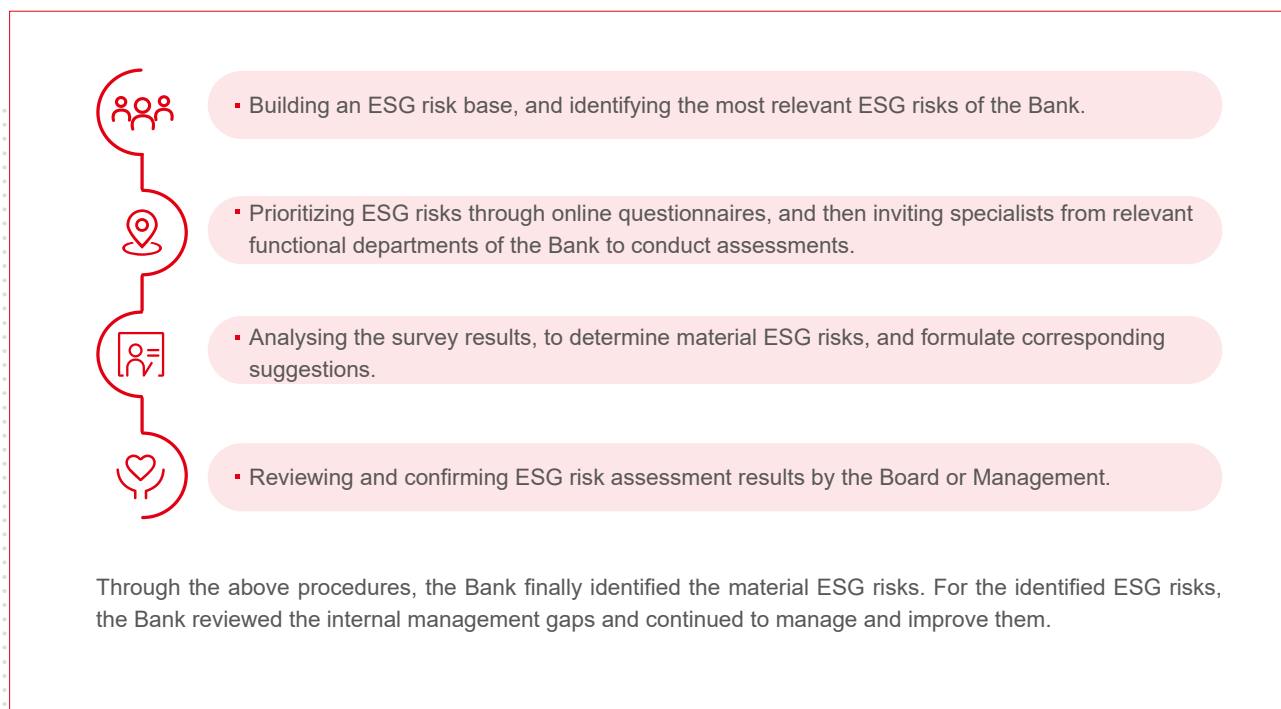 ▪ Building an ESG risk base, and identifying the most relevant ESG risks of the Bank.
▪ Prioritizing ESG risks through online questionnaires, and then inviting specialists from relevant
functional departments of the Bank to conduct assessments.
▪ Analysing the survey results, to determine material ESG risks, and formulate corresponding
suggestions.
▪ Reviewing and confirming ESG risk assessment results by the Board or Management.
Through the above procedures, the Bank finally identified the material ESG risks. For the identified ESG risks,
the Bank reviewed the internal management gaps and continued to manage and improve them.